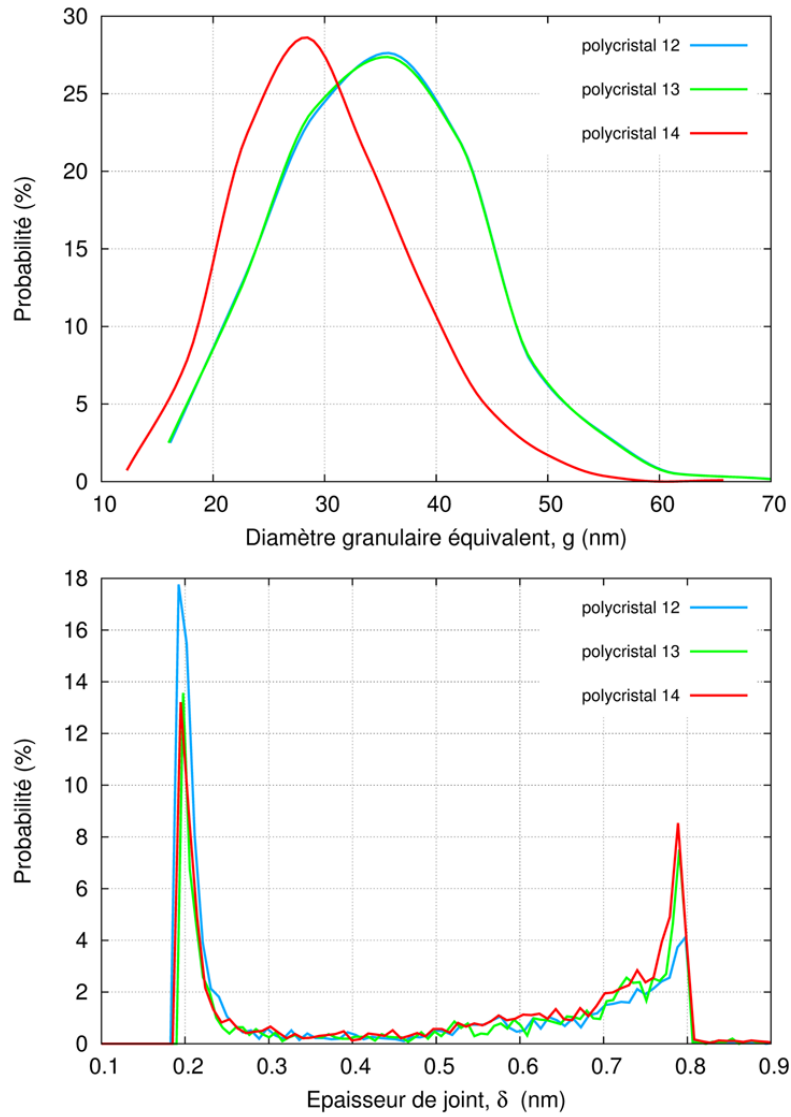 30
25
20
15
10
5
0
Probabilité (%)
polycristal 12
polycristal 13
polycristal 14
10 20 30 40 50 60 70
Diamètre granulaire équivalent, g (nm)
18
16
14
12
10
8
6
4
2
0
Probabilité (%)
polycristal 12
polycristal 13
polycristal 14
0.1 0.2 0.3 0.4 0.5 0.6 0.7 0.8 0.9
Epaisseur de joint, δ (nm)